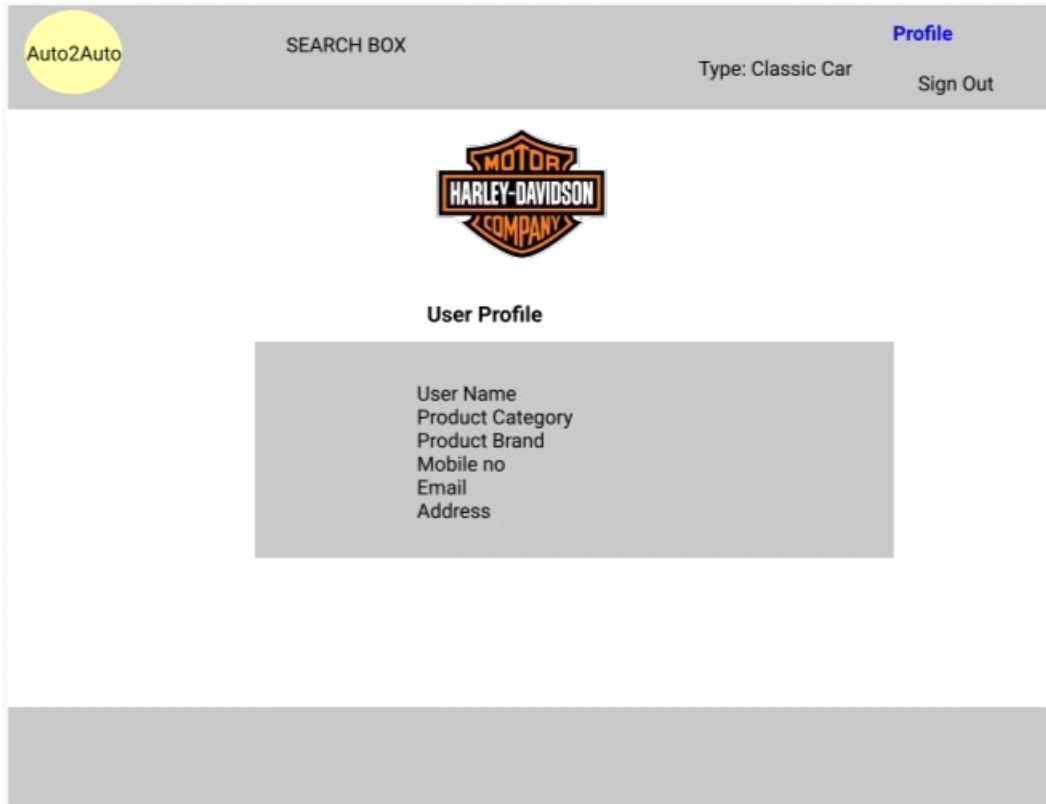 Auto2Auto
SEARCH BOX
Profile
Type: Classic Car
Sign Out
MOTOR
HARLEY-DAVIDSON
COMPANY
User Profile
User Name
Product Category
Product Brand
Mobile no
Email
Address